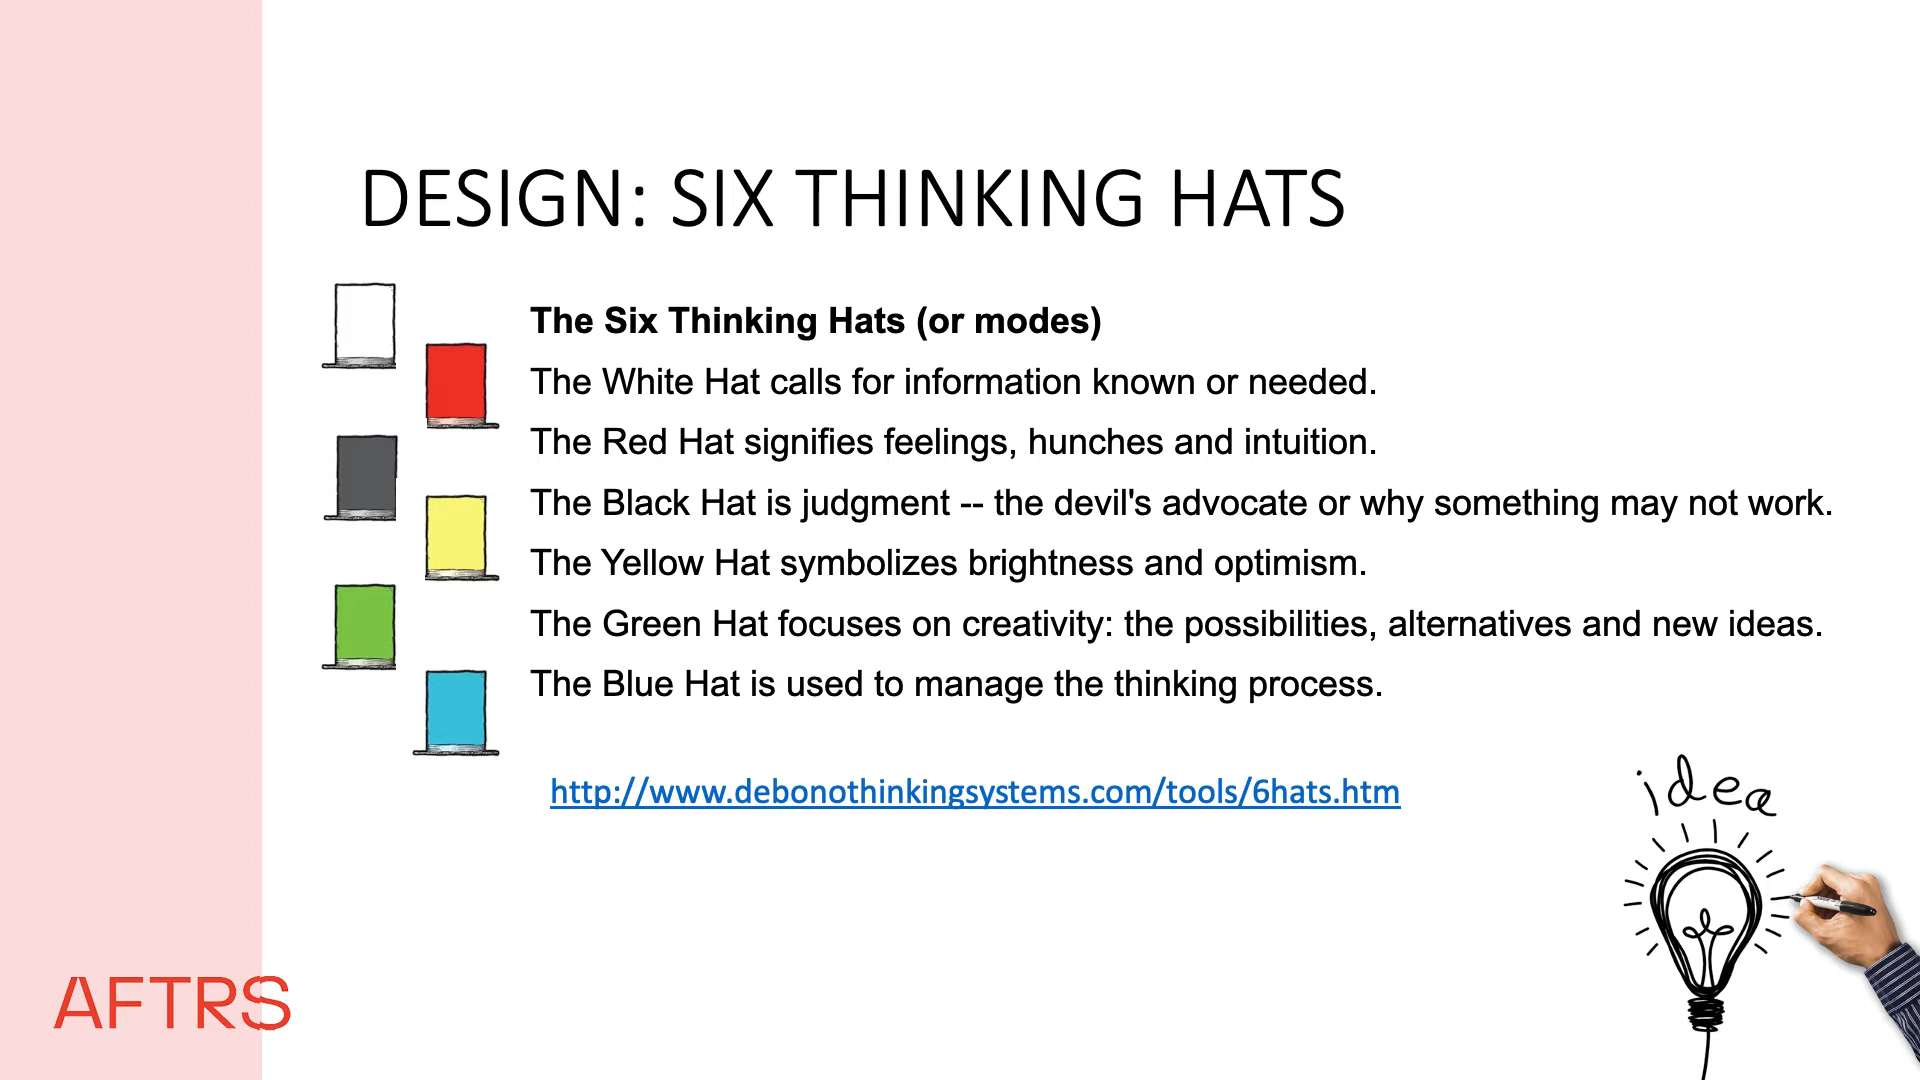 DESIGN: SIX THINKING HATS
The Six Thinking Hats (or modes)
The White Hat calls for information known or needed.
The Red Hat signifies feelings, hunches and intuition.
The Black Hat is judgment -- the devil's advocate or why something may not work.
The Yellow Hat symbolizes brightness and optimism.
The Green Hat focuses on creativity: the possibilities, alternatives and new ideas.
The Blue Hat is used to manage the thinking process.
http://www.debonothinkingsystems.com/tools/6hats.htm
idea
AFTRS